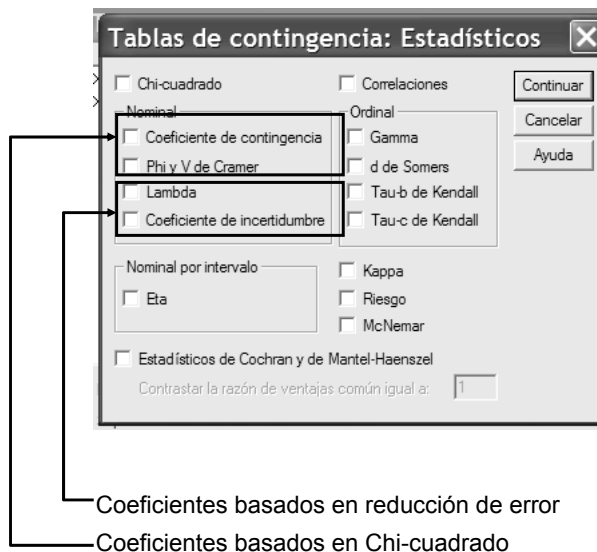 Tablas de contingencia: Estadísticos
Chi-cuadrado
Correlaciones
Continuar
Nominal
Ordinal
Cancelar
Coeficiente de contingencia
Gamma
Ayuda
Phi y V de Cramer
d de Somers
Lambda
Tau-b de Kendall
Coeficiente de incertidumbre
Tau-c de Kendall
Nominal por intervalo
Kappa
Eta
Riesgo
McNemar
Estadísticos de Cochran y de Mantel-Haenszel
Contrastar la razón de ventajas común igual a:
1
Coeficientes basados en reducción de error
Coeficientes basados en Chi-cuadrado